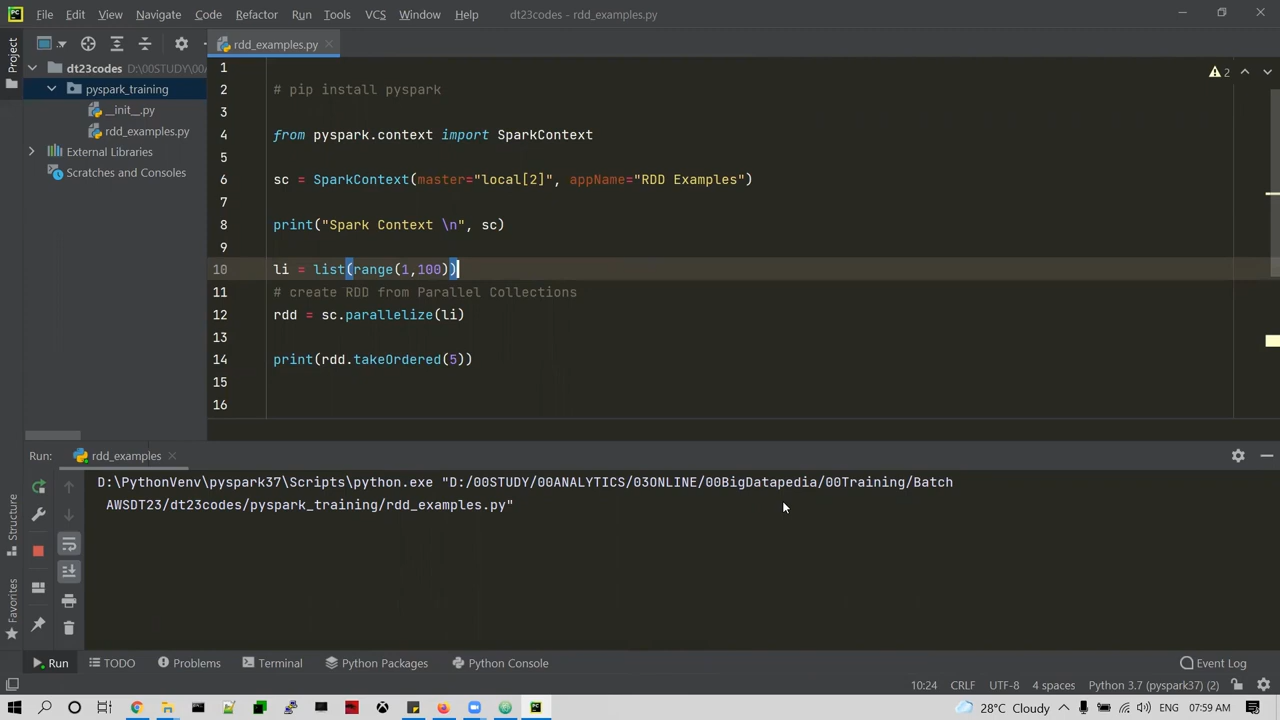 PC File Edit View Navigate Code Refactor Run Tools VCS Window Help dt23codes - rdd_examples.py
rdd_examples.py
Project
dt23codes D:\00STUDY\00A
pyspark_training
__init__.py
rdd_examples.py
External Libraries
Scratches and Consoles
1
2 # pip install pyspark
3
4 from pyspark.context import SparkContext
5
6 sc = SparkContext(master="local[2]", appName="RDD Examples")
7
8 print("Spark Context \n", sc)
9
10 li = list(range(1,100))
11 # create RDD from Parallel Collections
12 rdd = sc.parallelize(li)
13
14 print(rdd.takeOrdered(5))
15
16
2
Run: rdd_examples
D:\PythonVenv\pyspark37\Scripts\python.exe "D:/00STUDY/00ANALYTICS/03ONLINE/00BigDatapedia/00Training/Batch
AWSDT23/dt23codes/pyspark_training/rdd_examples.py"
Structure
Favorites
Run TODO Problems Terminal Python Packages Python Console Event Log
10:24 CRLF UTF-8 4 spaces Python 3.7 (pyspark37) (2)
28°C Cloudy ENG 07:59 AM